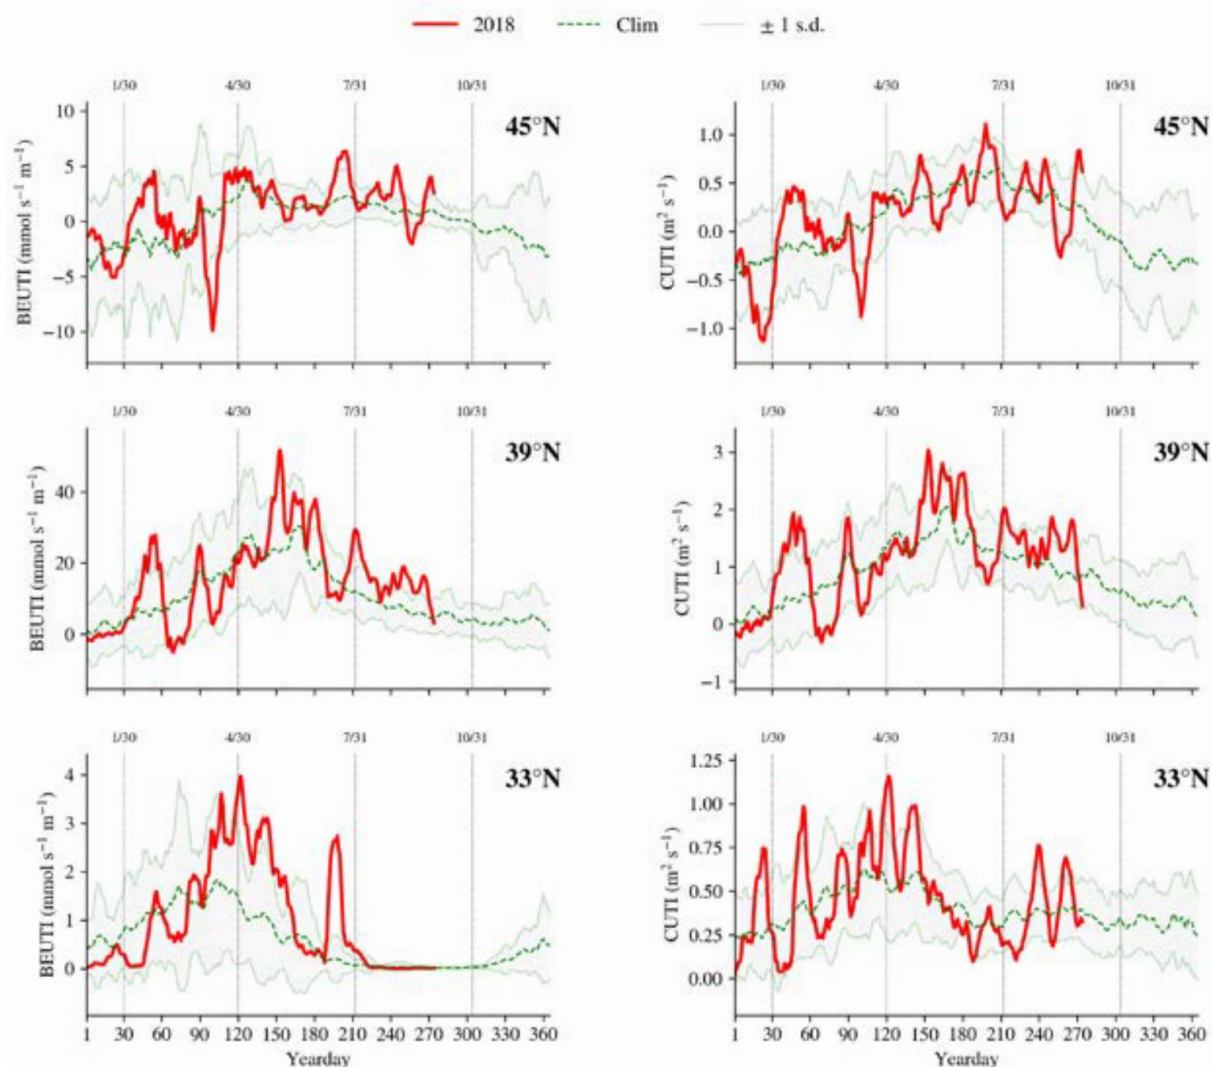 2018 Clim ± 1 s.d.
1/30 4/30 7/31 10/31
45°N
BEUTI (mmol s⁻¹ m⁻¹)
10
5
0
−5
−10
1/30 4/30 7/31 10/31
45°N
CUTI (m² s⁻¹)
1.0
0.5
0.0
−0.5
−1.0
1/30 4/30 7/31 10/31
39°N
BEUTI (mmol s⁻¹ m⁻¹)
40
20
0
1/30 4/30 7/31 10/31
39°N
CUTI (m² s⁻¹)
3
2
1
0
−1
1/30 4/30 7/31 10/31
33°N
BEUTI (mmol s⁻¹ m⁻¹)
4
3
2
1
0
1 30 60 90 120 150 180 210 240 270 300 330 364
Yearday
1/30 4/30 7/31 10/31
33°N
CUTI (m² s⁻¹)
1.25
1.00
0.75
0.50
0.25
0.00
1 30 60 90 120 150 180 210 240 270 300 330 360
Yearday